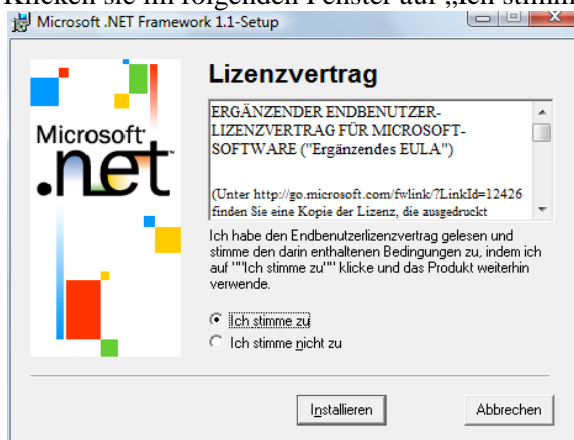 Klicken sie im folgenden Fenster auf „Ich stimm
Microsoft .NET Framework 1.1-Setup
Microsoft
.net
Lizenzvertrag
ERGÄNZENDER ENDBENUTZER-
LIZENZVERTRAG FÜR MICROSOFT-
SOFTWARE ("Ergänzendes EULA")
(Unter http://go.microsoft.com/fwlink/?LinkId=12426
finden Sie eine Kopie der Lizenz, die ausgedruckt
Ich habe den Endbenutzerlizenzvertrag gelesen und
stimme den darin enthaltenen Bedingungen zu, indem ich
auf ""Ich stimme zu"" klicke und das Produkt weiterhin
verwende.
Ich stimme zu
Ich stimme nicht zu
Installieren
Abbrechen